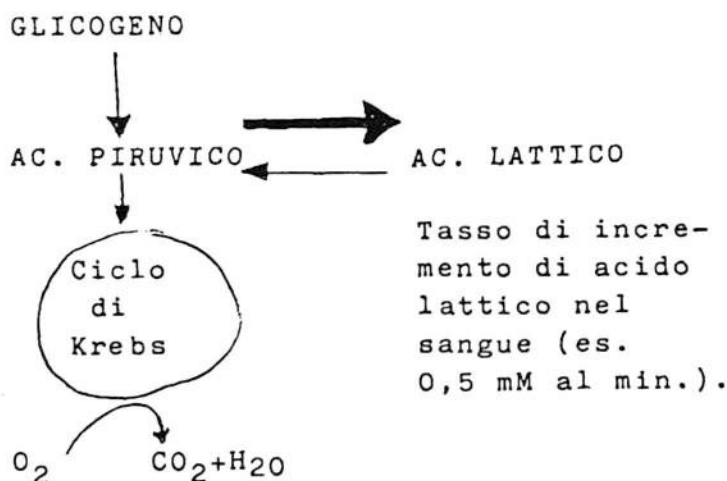 GLICOGENO
AC. PIRUVICO
AC. LATTICO
Ciclo
di
Krebs
Tasso di incre-
mento di acido
lattico nel
sangue (es.
0,5 mM al min.).
O₂
CO₂+H₂O